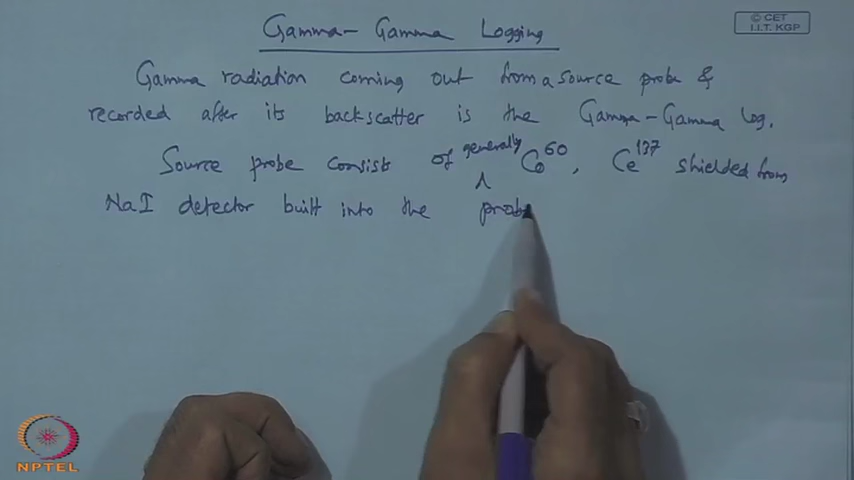 Gamma-Gamma Logging
© CET
I.I.T. KGP
Gamma radiation coming out from a source probe &
recorded after its backscatter is the Gamma-Gamma log.
Source probe consists of generally Co60, Ce137 shielded from
NaI detector built into the probe
NPTEL